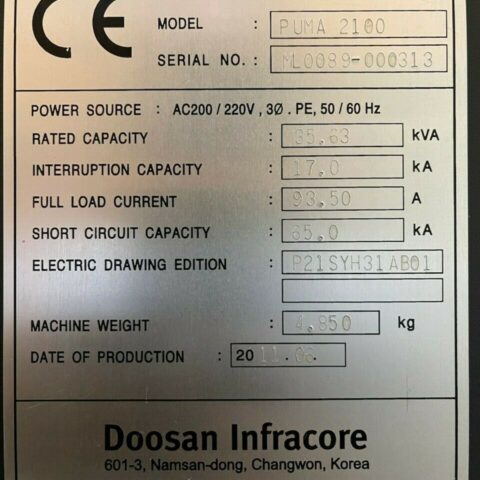 CE
MODEL : PUMA 2100
SERIAL NO. : ML0089-000313
POWER SOURCE : AC200 / 220V , 3Ø . PE, 50 / 60 Hz
RATED CAPACITY : 35.63 kVA
INTERRUPTION CAPACITY : 17.0 kA
FULL LOAD CURRENT : 93.50 A
SHORT CIRCUIT CAPACITY : kA
ELECTRIC DRAWING EDITION : P21SYH31AB01
MACHINE WEIGHT : 4,850 kg
DATE OF PRODUCTION : 2011.06.
Doosan Infracore
601-3, Namsan-dong, Changwon, Korea